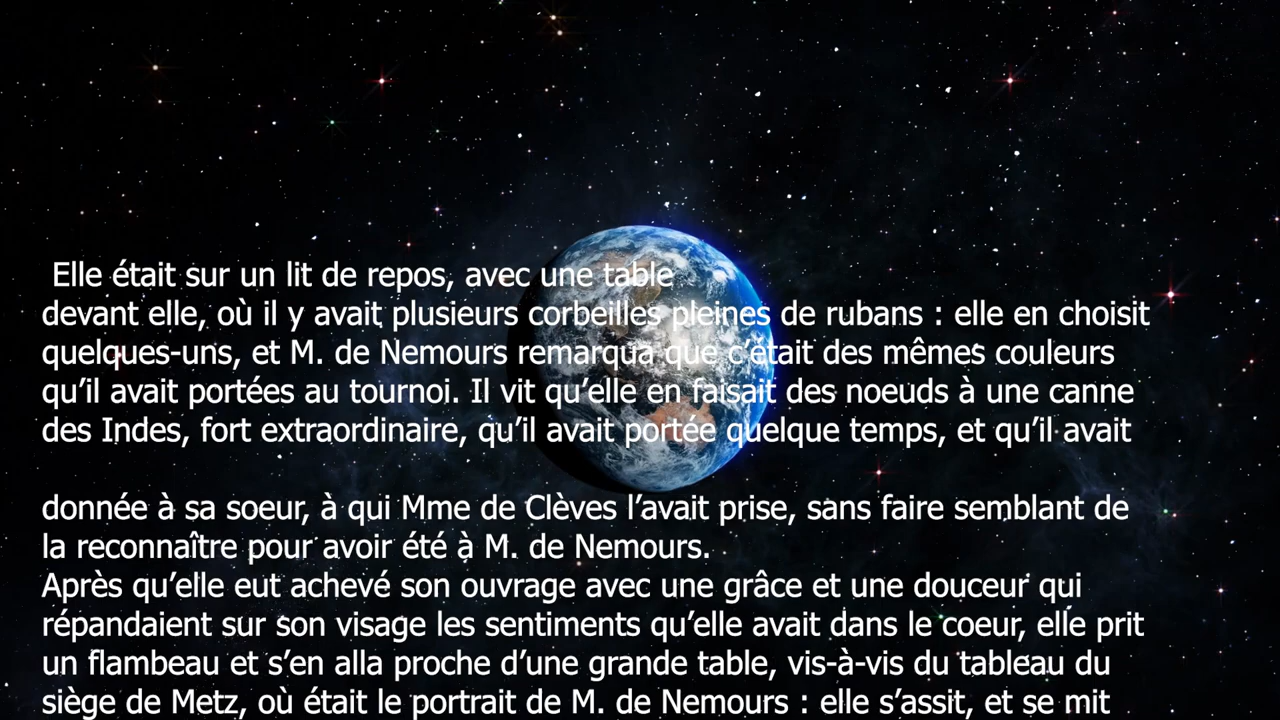 Elle était sur un lit de repos, avec une table
devant elle, où il y avait plusieurs corbeilles pleines de rubans : elle en choisit
quelques-uns, et M. de Nemours remarqua que c’était des mêmes couleurs
qu’il avait portées au tournoi. Il vit qu’elle en faisait des noeuds à une canne
des Indes, fort extraordinaire, qu’il avait portée quelque temps, et qu’il avait
donnée à sa soeur, à qui Mme de Clèves l’avait prise, sans faire semblant de
la reconnaître pour avoir été à M. de Nemours.
Après qu’elle eut achevé son ouvrage avec une grâce et une douceur qui
répandaient sur son visage les sentiments qu’elle avait dans le coeur, elle prit
un flambeau et s’en alla proche d’une grande table, vis-à-vis du tableau du
siège de Metz, où était le portrait de M. de Nemours : elle s’assit, et se mit